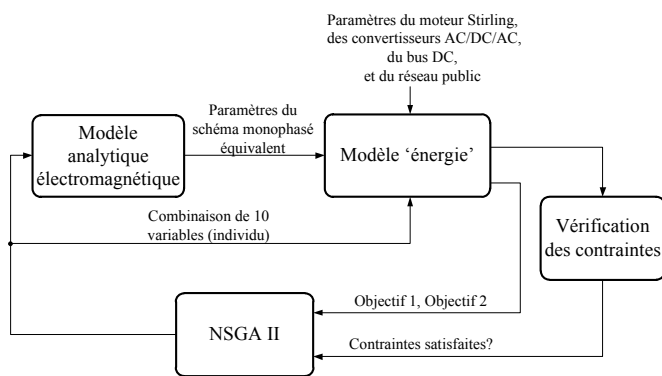 Paramètres du moteur Stirling,
des convertisseurs AC/DC/AC,
du bus DC,
et du réseau public
Modèle
analytique
électromagnétique
Paramètres du
schéma monophasé
équivalent
Modèle ‘énergie’
Combinaison de 10
variables (individu)
Vérification
des contraintes
Objectif 1, Objectif 2
NSGA II
Contraintes satisfaites?